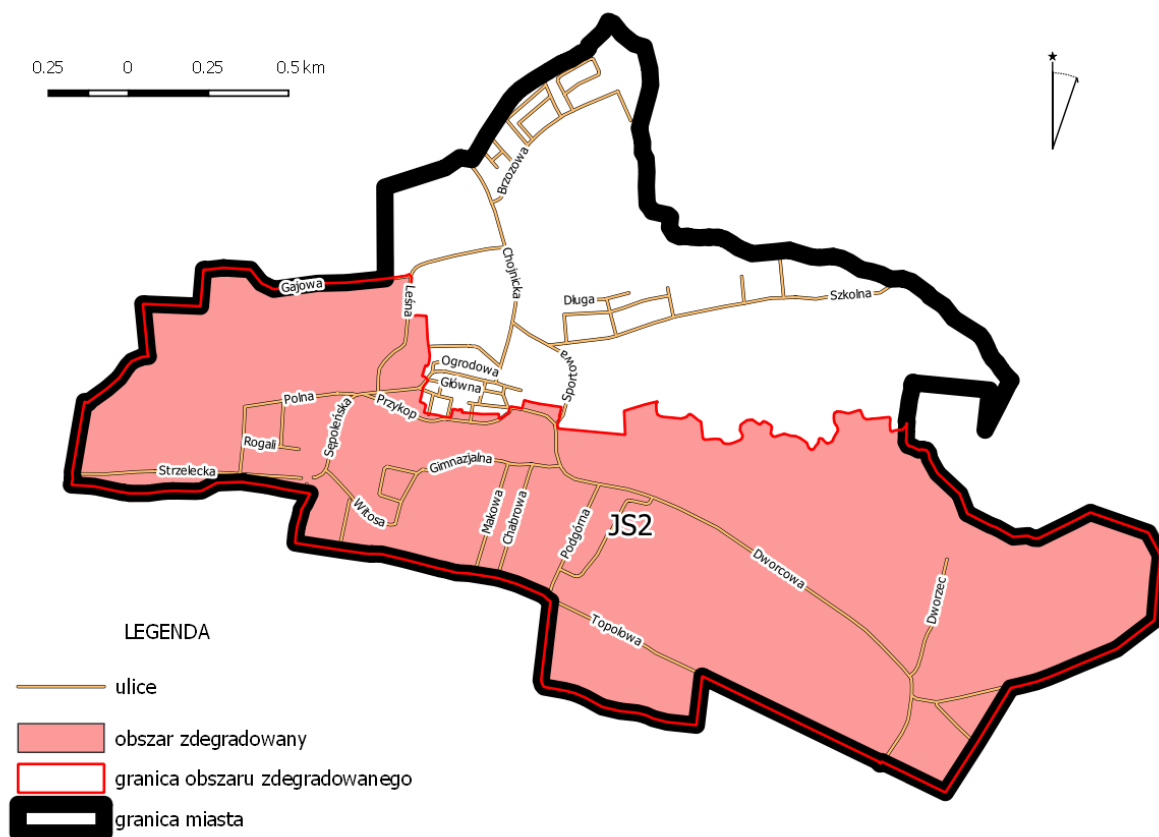 0.25 0 0.25 0.5 km
Brzozowa
Chojnicka
Gajowa
Leśna
Długa
Szkolna
Sportowa
Ogrodowa
Główna
Polna
Przykop
Sępoleńska
Rogali
Strzelecka
Gimnazjalna
Witosa
Makowa
Chabrowa
Podgórna
JS2
Dworcowa
Dworzec
Topolowa
LEGENDA
ulice
obszar zdegradowany
granica obszaru zdegradowanego
granica miasta